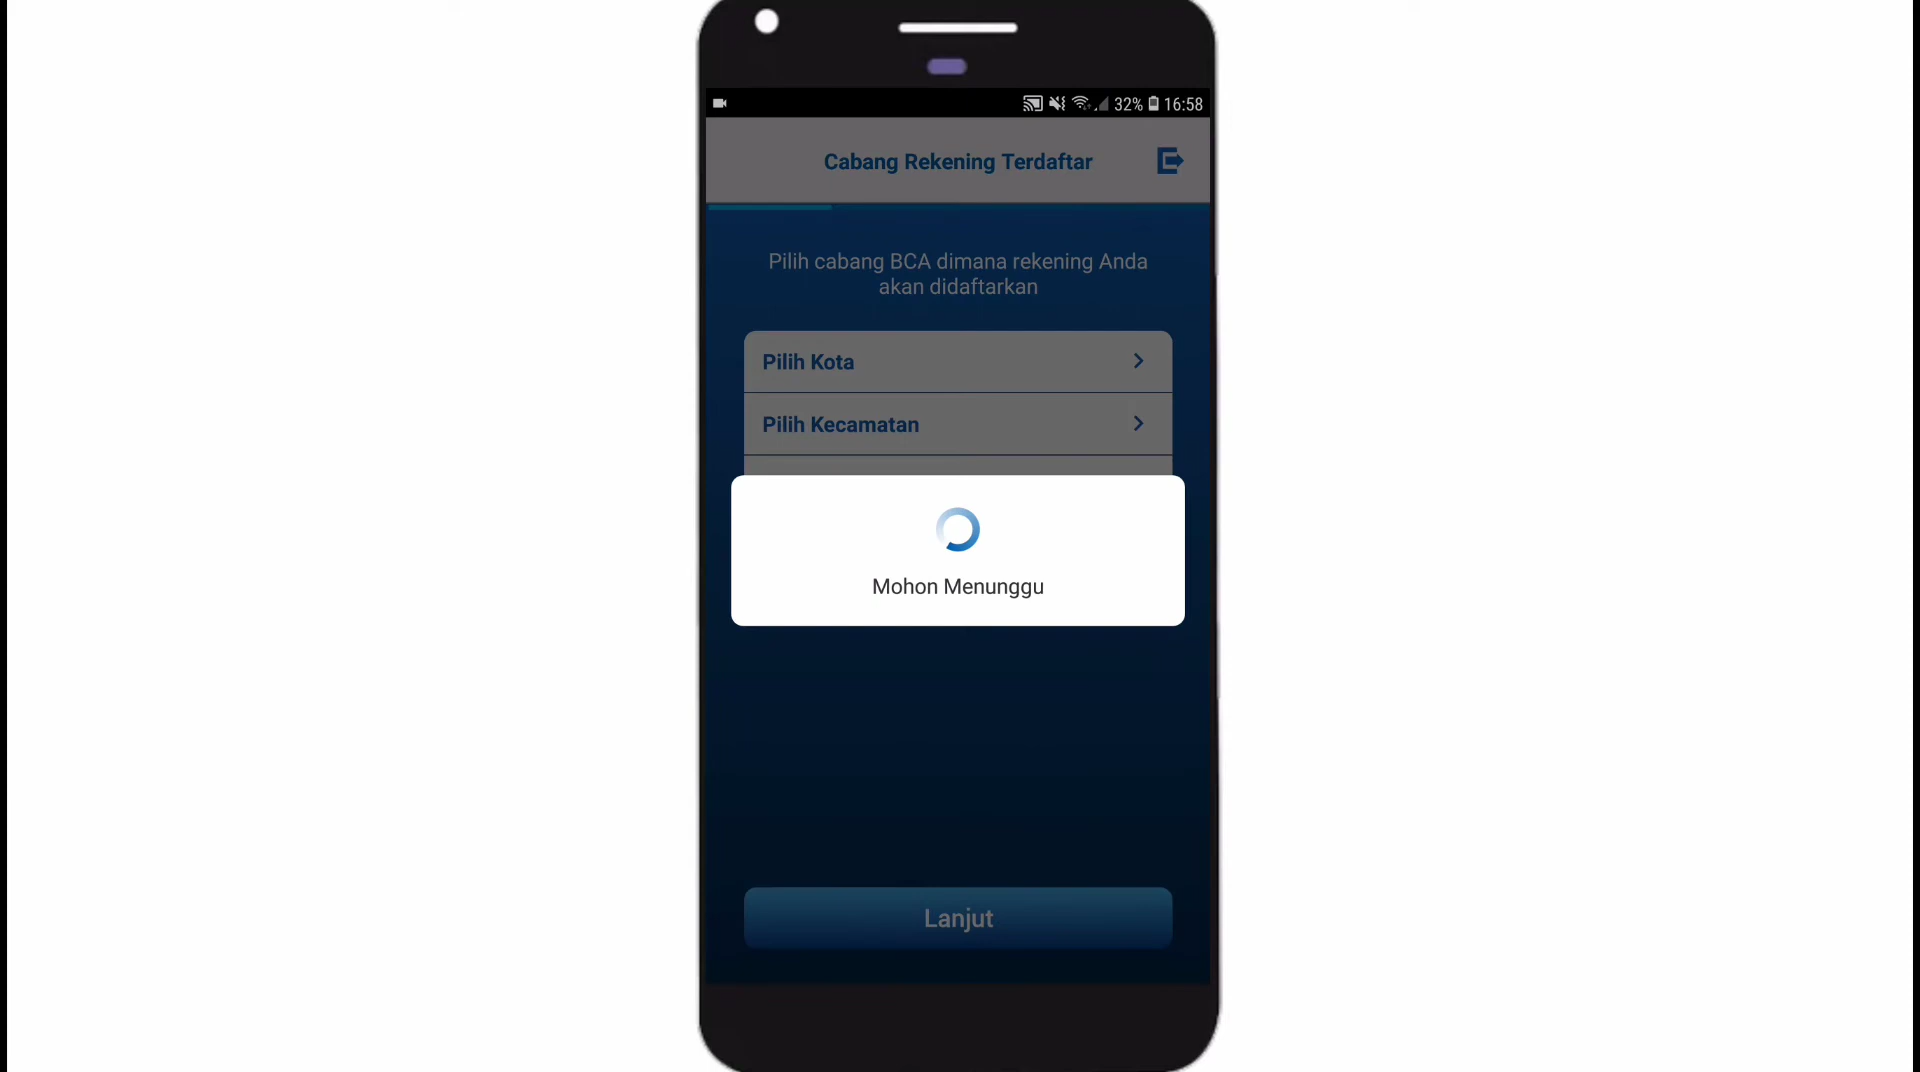 32% 16:58
Cabang Rekening Terdaftar
Pilih cabang BCA dimana rekening Anda
akan didaftarkan
Pilih Kota
Pilih Kecamatan
Mohon Menunggu
Lanjut